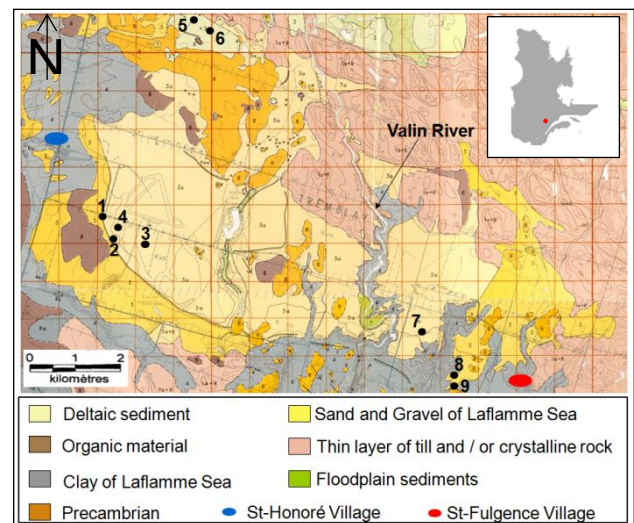 N
5
6
Valin River
TREMBLAY
1
4
2
3
7
8
9
0 1 2
kilomètres
Deltaic sediment
Sand and Gravel of Laflamme Sea
Organic material
Thin layer of till and / or crystalline rock
Clay of Laflamme Sea
Floodplain sediments
Precambrian
St-Honoré Village
St-Fulgence Village